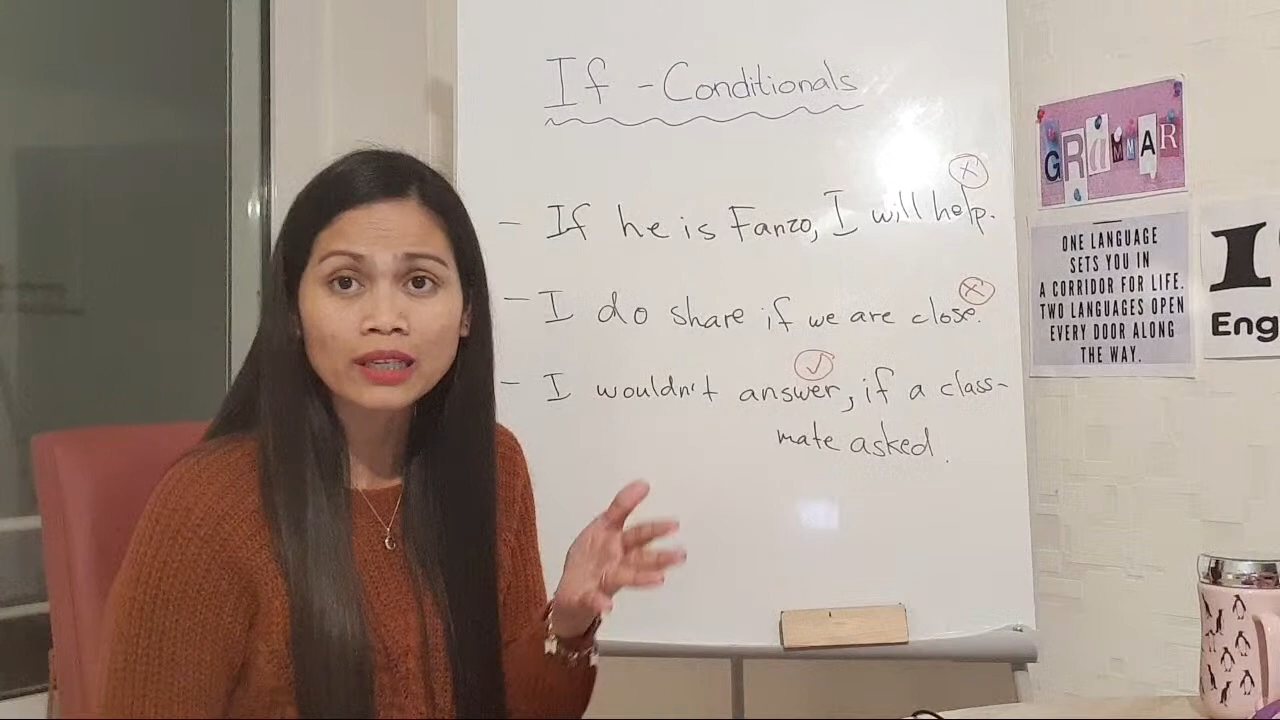 If - Conditionals
- If he is Fanzo, I will help.
- I do share if we are close.
- I wouldn't answer, if a class-
mate asked.
GRAMMAR
ONE LANGUAGE
SETS YOU IN
A CORRIDOR FOR LIFE.
TWO LANGUAGES OPEN
EVERY DOOR ALONG
THE WAY.
I
Eng